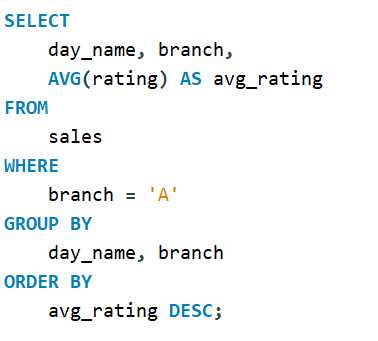 SELECT
    day_name, branch,
    AVG(rating) AS avg_rating
FROM
    sales
WHERE
    branch = 'A'
GROUP BY
    day_name, branch
ORDER BY
    avg_rating DESC;